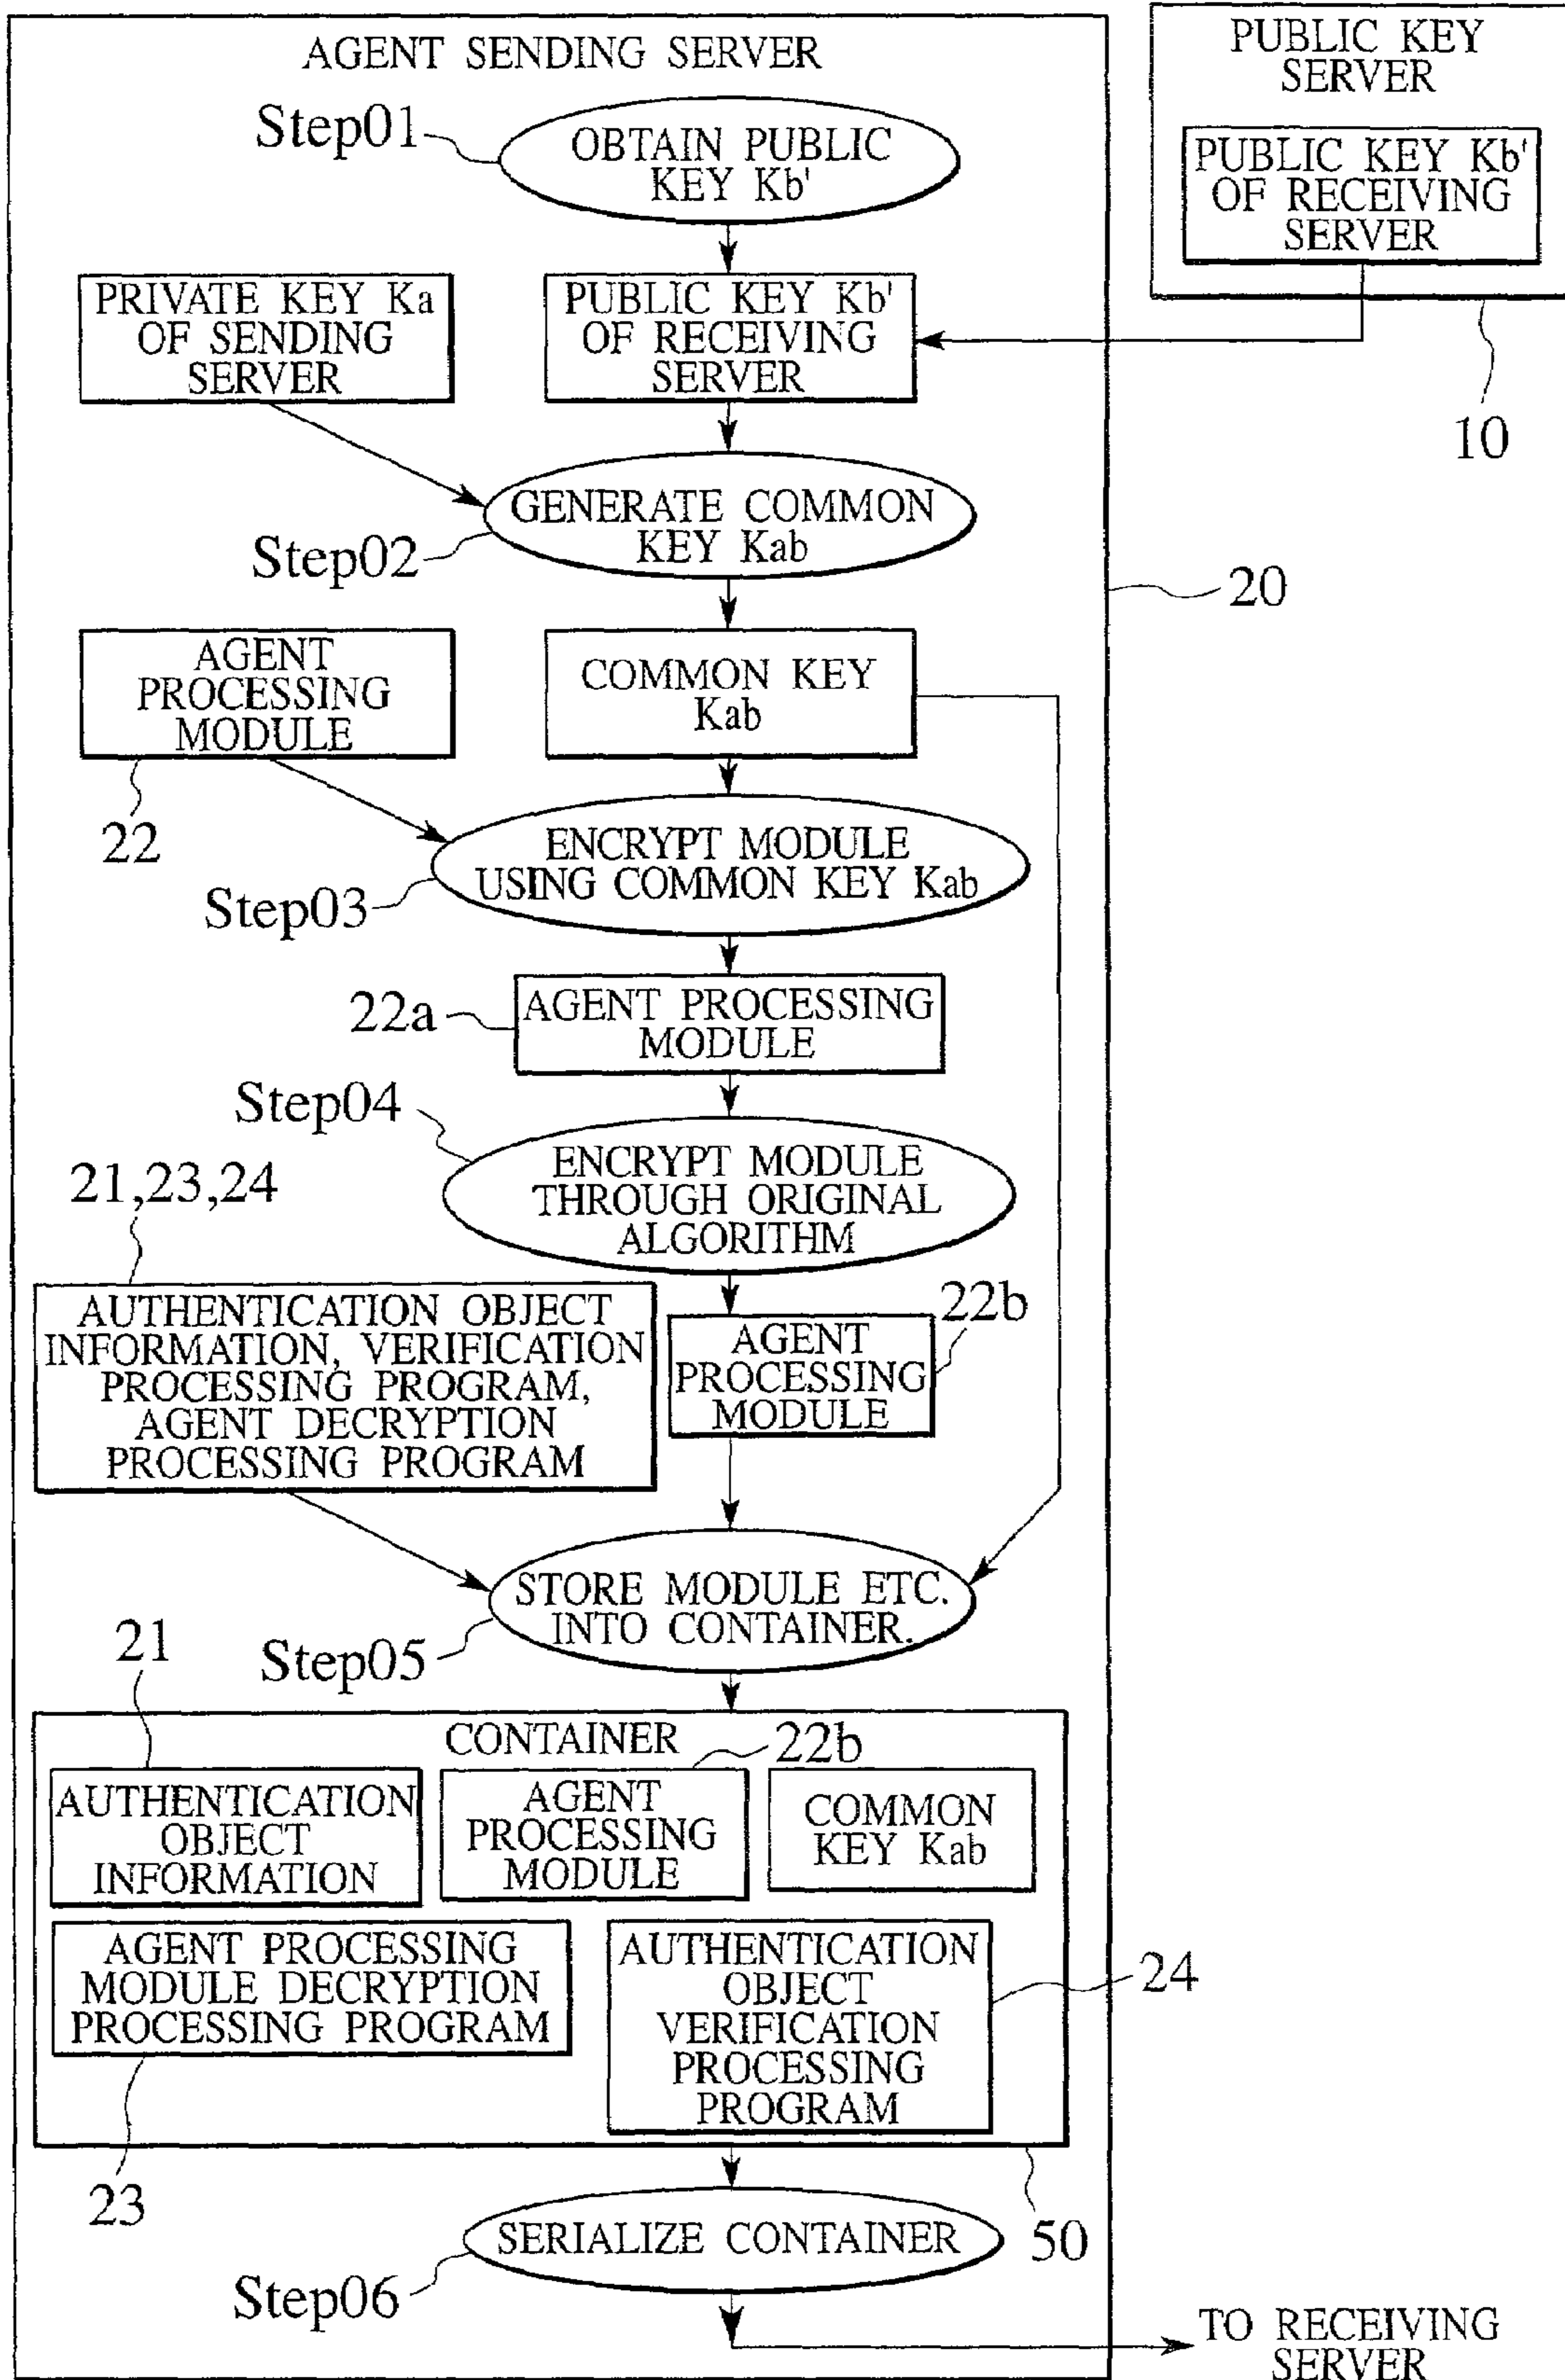 AGENT SENDING SERVER
PUBLIC KEY
SERVER
PUBLIC KEY Kb'
OF RECEIVING
SERVER
10
Step01
OBTAIN PUBLIC
KEY Kb'
PRIVATE KEY Ka
OF SENDING
SERVER
PUBLIC KEY Kb'
OF RECEIVING
SERVER
Step02
GENERATE COMMON
KEY Kab
20
AGENT
PROCESSING
MODULE
22
COMMON KEY
Kab
Step03
ENCRYPT MODULE
USING COMMON KEY Kab
22a
AGENT PROCESSING
MODULE
Step04
ENCRYPT MODULE
THROUGH ORIGINAL
ALGORITHM
21,23,24
AUTHENTICATION OBJECT
INFORMATION, VERIFICATION
PROCESSING PROGRAM,
AGENT DECRYPTION
PROCESSING PROGRAM
22b
AGENT
PROCESSING
MODULE
STORE MODULE ETC.
INTO CONTAINER.
Step05
21
CONTAINER
22b
AUTHENTICATION
OBJECT
INFORMATION
AGENT
PROCESSING
MODULE
COMMON
KEY Kab
AGENT PROCESSING
MODULE DECRYPTION
PROCESSING PROGRAM
23
AUTHENTICATION
OBJECT
VERIFICATION
PROCESSING
PROGRAM
24
50
SERIALIZE CONTAINER
Step06
TO RECEIVING
SERVER